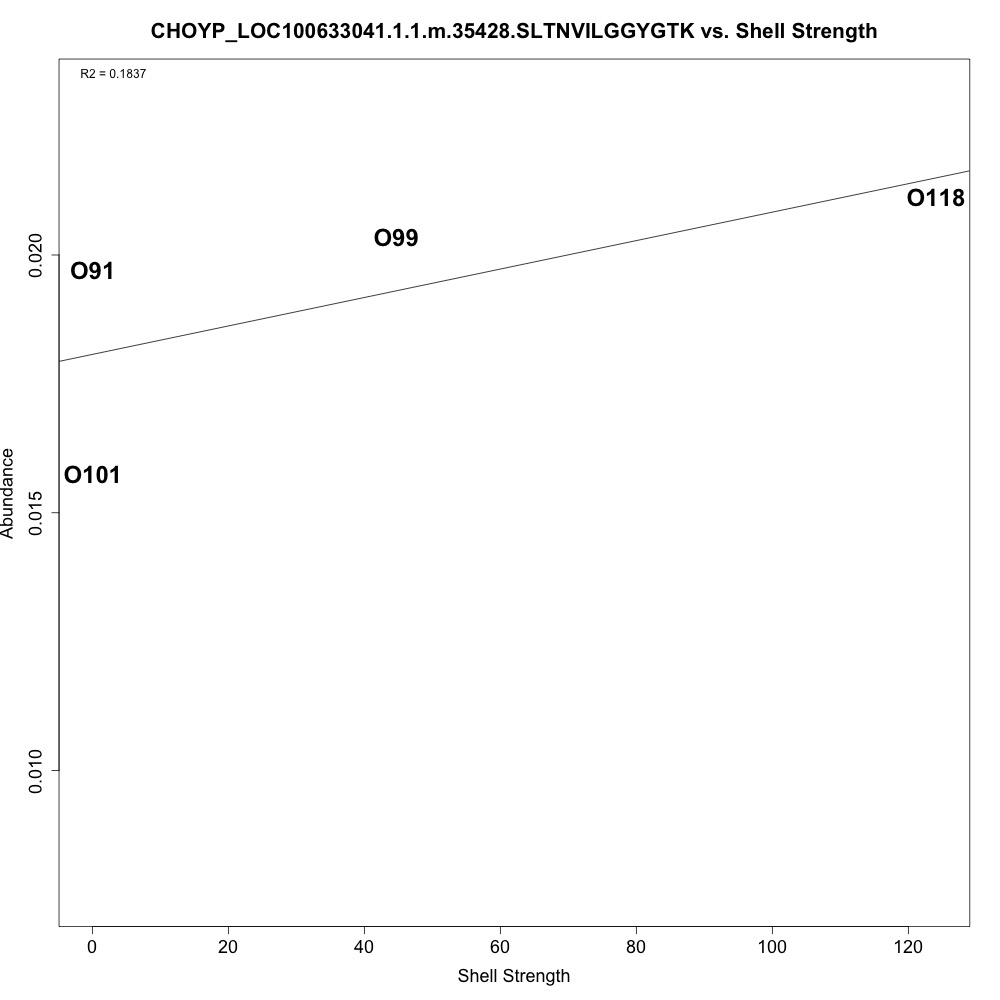 CHOYP_LOC100633041.1.1.m.35428.SLTNVILGGYGTK vs. Shell Strength
R2 = 0.1837
O118
O99
0.020
O91
O101
0.015
Abundance
0.010
0 20 40 60 80 100 120
Shell Strength